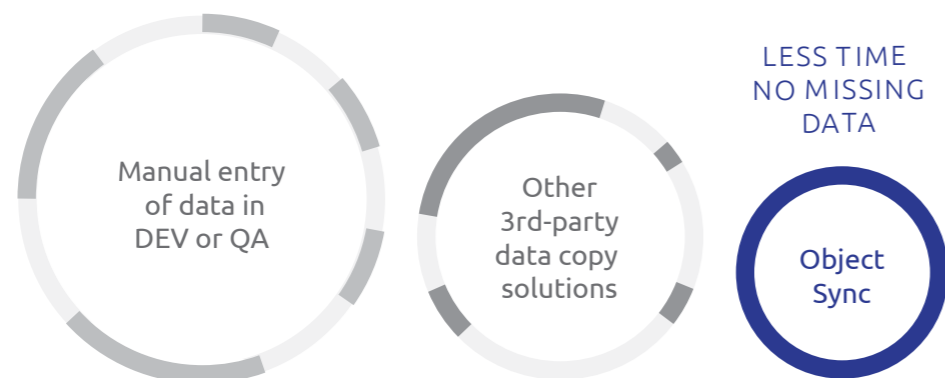 Manual entry
of data in
DEV or QA
Other
3rd-party
data copy
solutions
LESS TIME
NO MISSING
DATA
Object
Sync